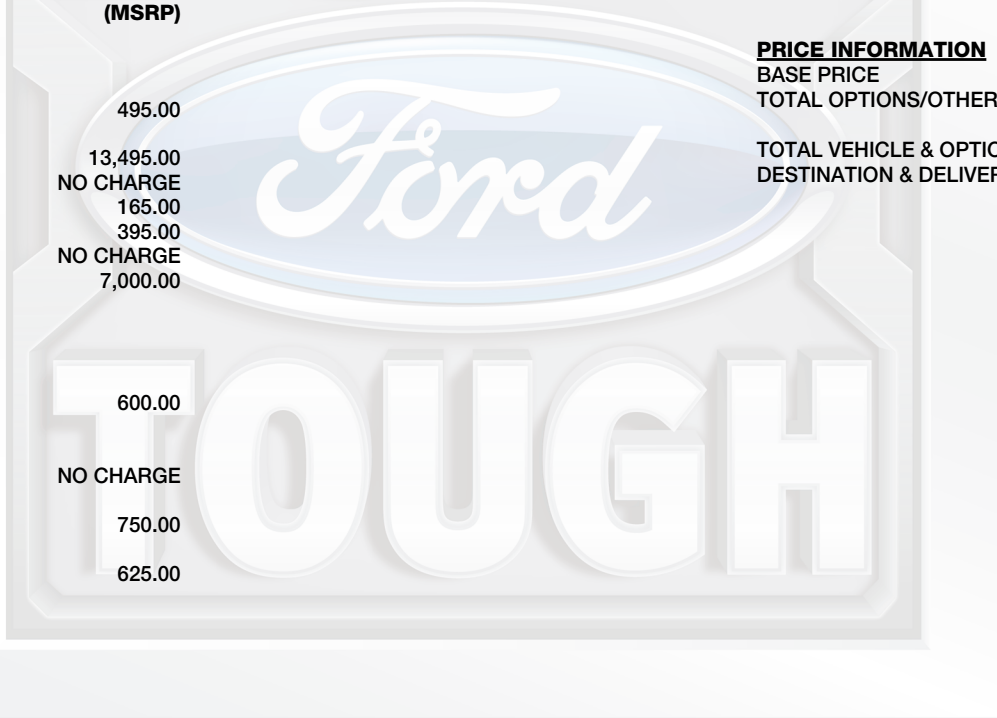 (MSRP)
495.00
13,495.00
NO CHARGE
165.00
395.00
NO CHARGE
7,000.00
600.00
NO CHARGE
750.00
625.00
PRICE INFORMATION
BASE PRICE
TOTAL OPTIONS/OTHER
TOTAL VEHICLE & OPTIO
DESTINATION & DELIVER
Ford
TOUGH